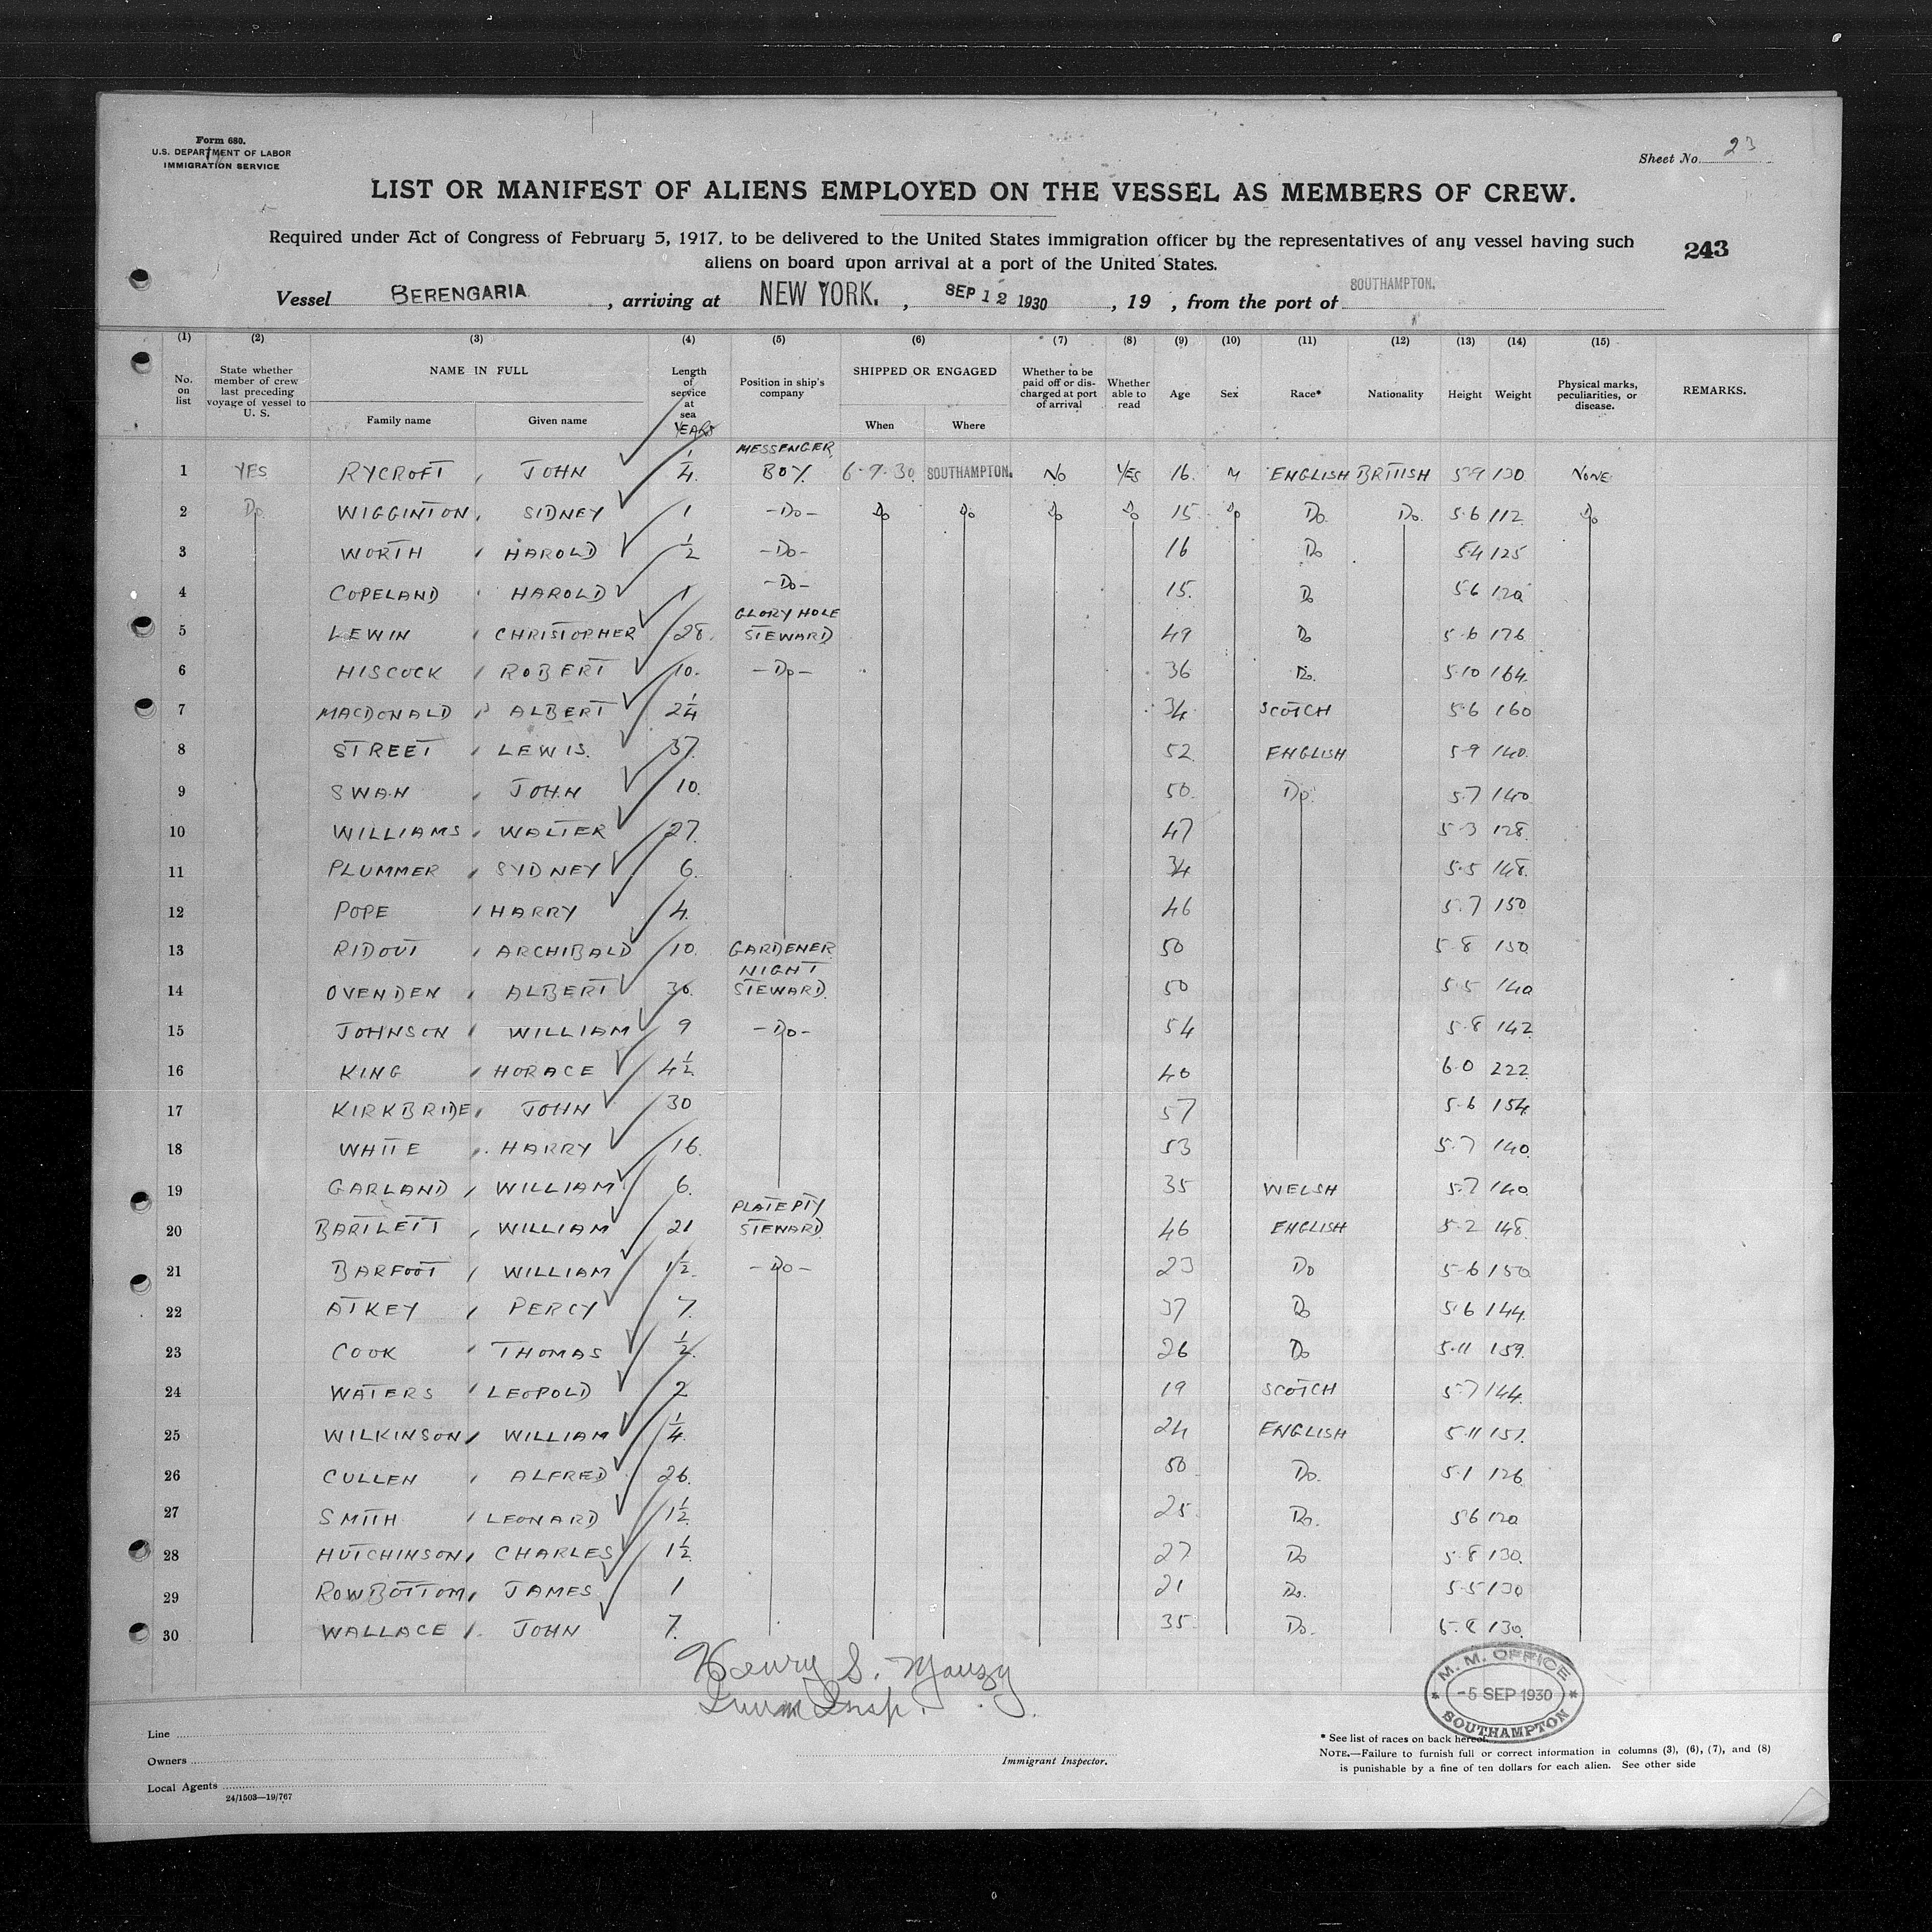 Form 680.
U.S. DEPARTMENT OF LABOR
IMMIGRATION SERVICE
Sheet No. 23
LIST OR MANIFEST OF ALIENS EMPLOYED ON THE VESSEL AS MEMBERS OF CREW.
Required under Act of Congress of February 5, 1917, to be delivered to the United States immigration officer by the representatives of any vessel having such
aliens on board upon arrival at a port of the United States.
243
Vessel BERENGARIA, arriving at NEW YORK., SEP 12 1930, 19 , from the port of SOUTHAMPTON.
(1) (2) (3) (4) (5) (6) (7) (8) (9) (10) (11) (12) (13) (14) (15)
No. on list | State whether member of crew last preceding voyage of vessel to U. S. | NAME IN FULL Family name Given name | Length of service at sea YEARS | Position in ship's company | SHIPPED OR ENGAGED When Where | Whether to be paid off or discharged at port of arrival | Whether able to read | Age | Sex | Race* | Nationality | Height | Weight | Physical marks, peculiarities, or disease. | REMARKS.
1 YES RYCROFT, JOHN 1/4 MESSENGER BOY. 6-9-30 SOUTHAMPTON. NO YES 16. M ENGLISH BRITISH 5-9 130 NONE
2 Do WIGGINTON, SIDNEY 1 -Do- Do Do Do Do 15 Do Do. Do. 5-6 112 Do
3 WORTH, HAROLD 1/2 -Do- 16 Do 5-4 125
4 COPELAND, HAROLD 1 -Do- 15. Do 5-6 120
5 LEWIN, CHRISTOPHER 28. GLORY HOLE STEWARD 49 Do 5-6 176
6 HISCOCK, ROBERT 10. -Do- 36 Do. 5-10 164
7 MACDONALD, ALBERT 2 1/4 34 SCOTCH 5-6 160
8 STREET, LEWIS. 37. 52 ENGLISH 5-9 140.
9 SWAN, JOHN 10. 50. Do. 5-7 140
10 WILLIAMS, WALTER 27. 47 5-3 128.
11 PLUMMER, SYDNEY 6. 34 5-5 148.
12 POPE, HARRY 4. 46 5-7 150
13 RIDOUT, ARCHIBALD 10. GARDENER 50 5-8 150
14 OVENDEN, ALBERT 36. NIGHT STEWARD. 50 5-5 140
15 JOHNSON, WILLIAM 9 -Do- 54 5-8 142
16 KING, HORACE 4 1/2 40 6-0 222
17 KIRKBRIDE, JOHN 30 57 5-6 154
18 WHITE, HARRY 16. 53 5-7 140.
19 GARLAND, WILLIAM 6. 35 WELSH 5-7 140
20 BARTLETT, WILLIAM 21 PLATE PTY STEWARD. 46 ENGLISH 5-2 148.
21 BARFOOT, WILLIAM 1 1/2. -Do- 23 Do 5-6 150
22 ATKEY, PERCY 7. 37 Do 5-6 144.
23 COOK, THOMAS 1/2. 26 Do 5-11 159.
24 WATERS, LEOPOLD 2 19 SCOTCH 5-7 144.
25 WILKINSON, WILLIAM 1/4. 24 ENGLISH 5-11 151.
26 CULLEN, ALFRED 26. 50 Do. 5-1 126
27 SMITH, LEONARD 1 1/2 25. Do. 5-6 120
28 HUTCHINSON, CHARLES 1 1/2 27 Do 5-8 130.
29 ROWBOTTOM, JAMES 1 21 Do. 5-5 130
30 WALLACE, JOHN 7. 35. Do. 130.
Henry S. Mauzy
Immigrant Inspector.
M. M. OFFICE
-5 SEP 1930
SOUTHAMPTON
Line
Owners
Local Agents
24/1503—19/767
* See list of races on back hereof.
NOTE.—Failure to furnish full or correct information in columns (3), (6), (7), and (8)
is punishable by a fine of ten dollars for each alien. See other side